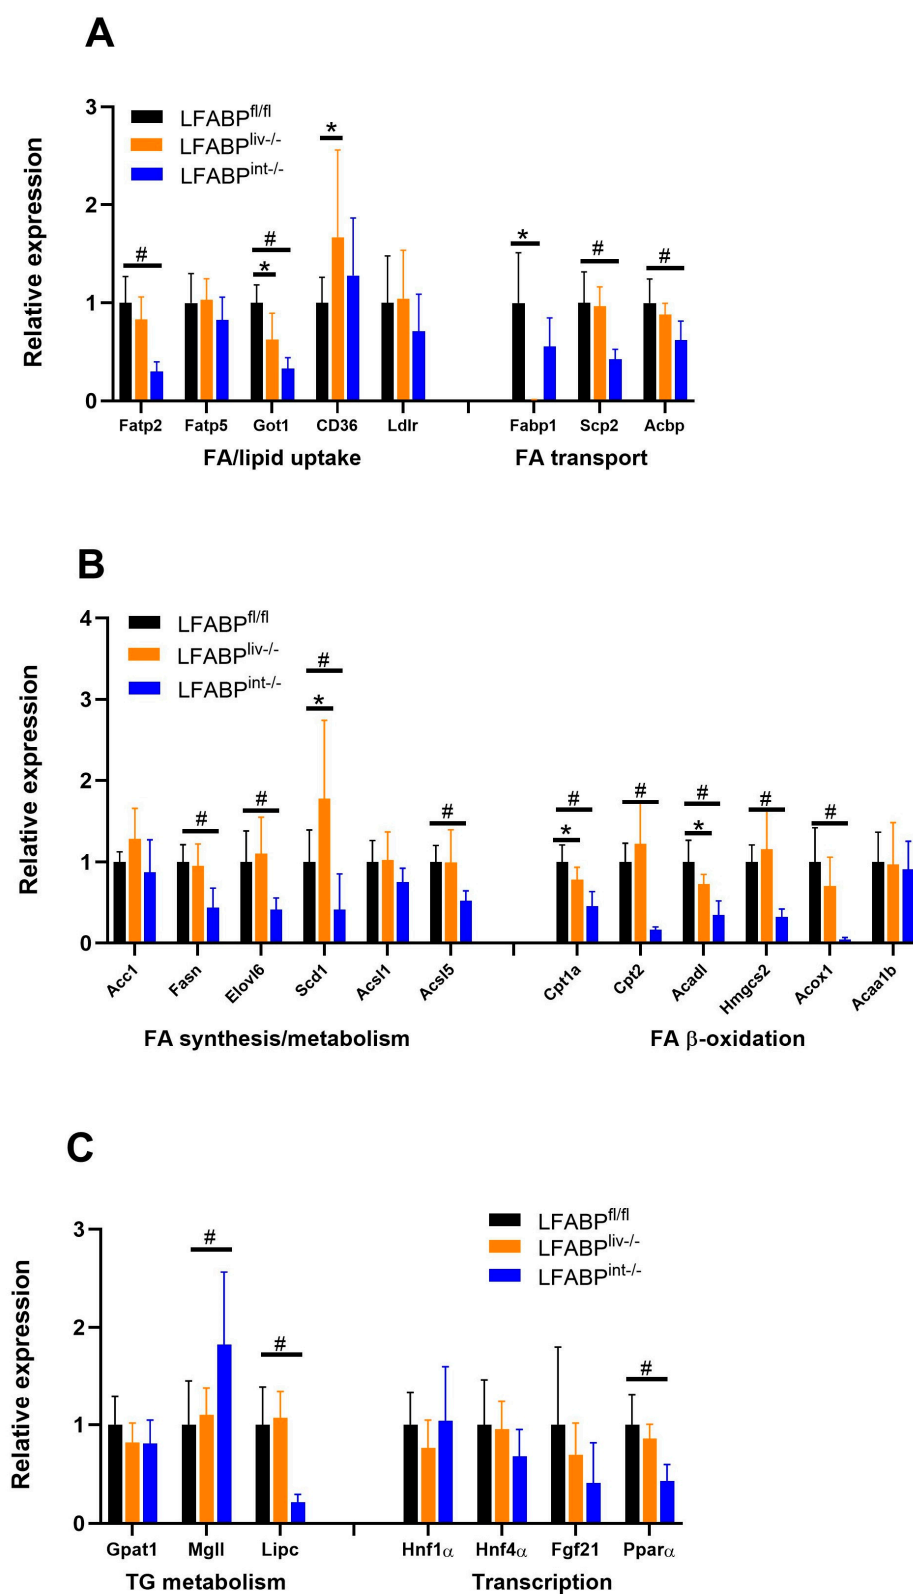 A
3
2
1
0
Relative expression
LFABPfl/fl
LFABPliv-/-
LFABPint-/-
#
#
*
*
*
#
#
Fatp2 Fatp5 Got1 CD36 Ldlr Fabp1 Scp2 Acbp
FA/lipid uptake FA transport
B
4
3
2
1
0
Relative expression
LFABPfl/fl
LFABPliv-/-
LFABPint-/-
#
#
#
*
#
#
*
#
#
*
#
#
Acc1 Fasn Elovl6 Scd1 Acsl1 Acsl5 Cpt1a Cpt2 Acadl Hmgcs2 Acox1 Acaa1b
FA synthesis/metabolism FA β-oxidation
C
3
2
1
0
Relative expression
LFABPfl/fl
LFABPliv-/-
LFABPint-/-
#
#
#
Gpat1 Mgll Lipc Hnf1α Hnf4α Fgf21 Pparα
TG metabolism Transcription